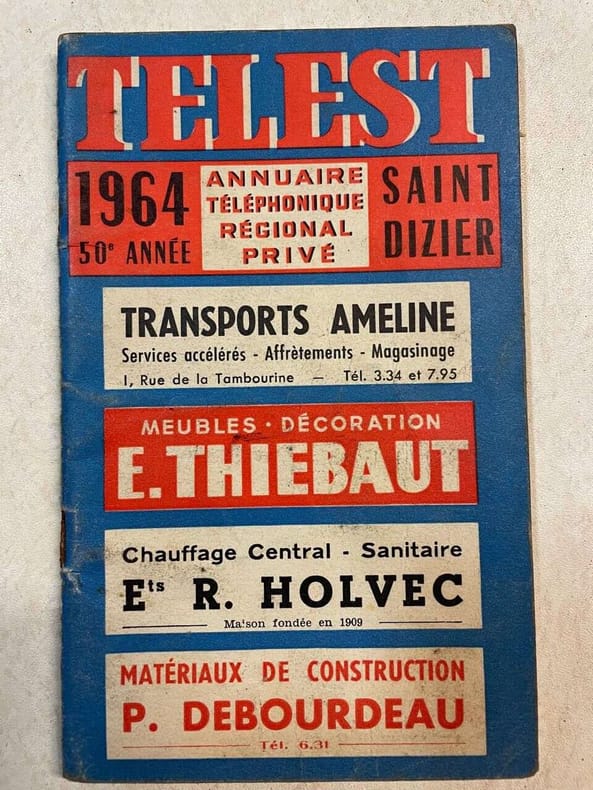 TELEST
1964
50e ANNÉE
ANNUAIRE
TÉLÉPHONIQUE
RÉGIONAL
PRIVÉ
SAINT
DIZIER
TRANSPORTS AMELINE
Services accélérés - Affrètements - Magasinage
1, Rue de la Tambourine — Tél. 3.34 et 7.95
MEUBLES · DÉCORATION
E. THIEBAUT
Chauffage Central - Sanitaire
Ets R. HOLVEC
Maison fondée en 1909
MATÉRIAUX DE CONSTRUCTION
P. DEBOURDEAU
Tél. 6.31